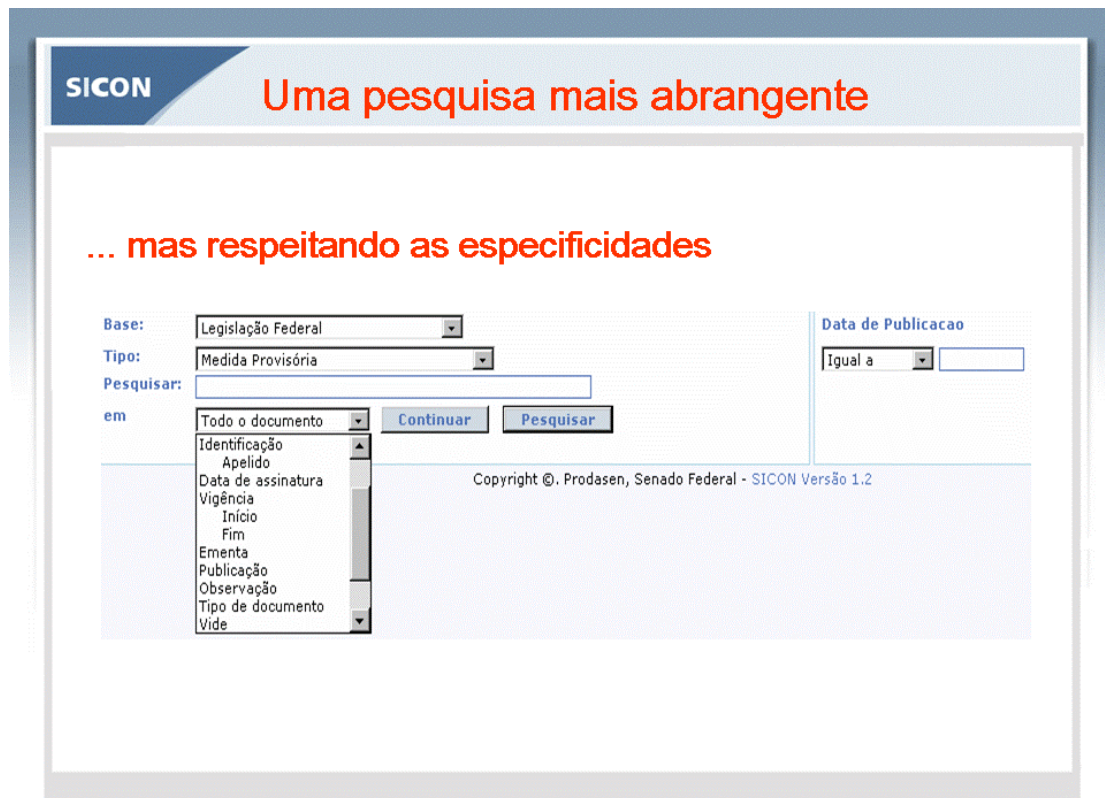 SICON
Uma pesquisa mais abrangente
... mas respeitando as especificidades
Base:
Legislação Federal
Tipo:
Medida Provisória
Pesquisar:
em
Todo o documento
Continuar
Pesquisar
Identificação
Apelido
Data de assinatura
Vigência
Início
Fim
Ementa
Publicação
Observação
Tipo de documento
Vide
Data de Publicacao
Igual a
Copyright ©. Prodasen, Senado Federal - SICON Versão 1.2